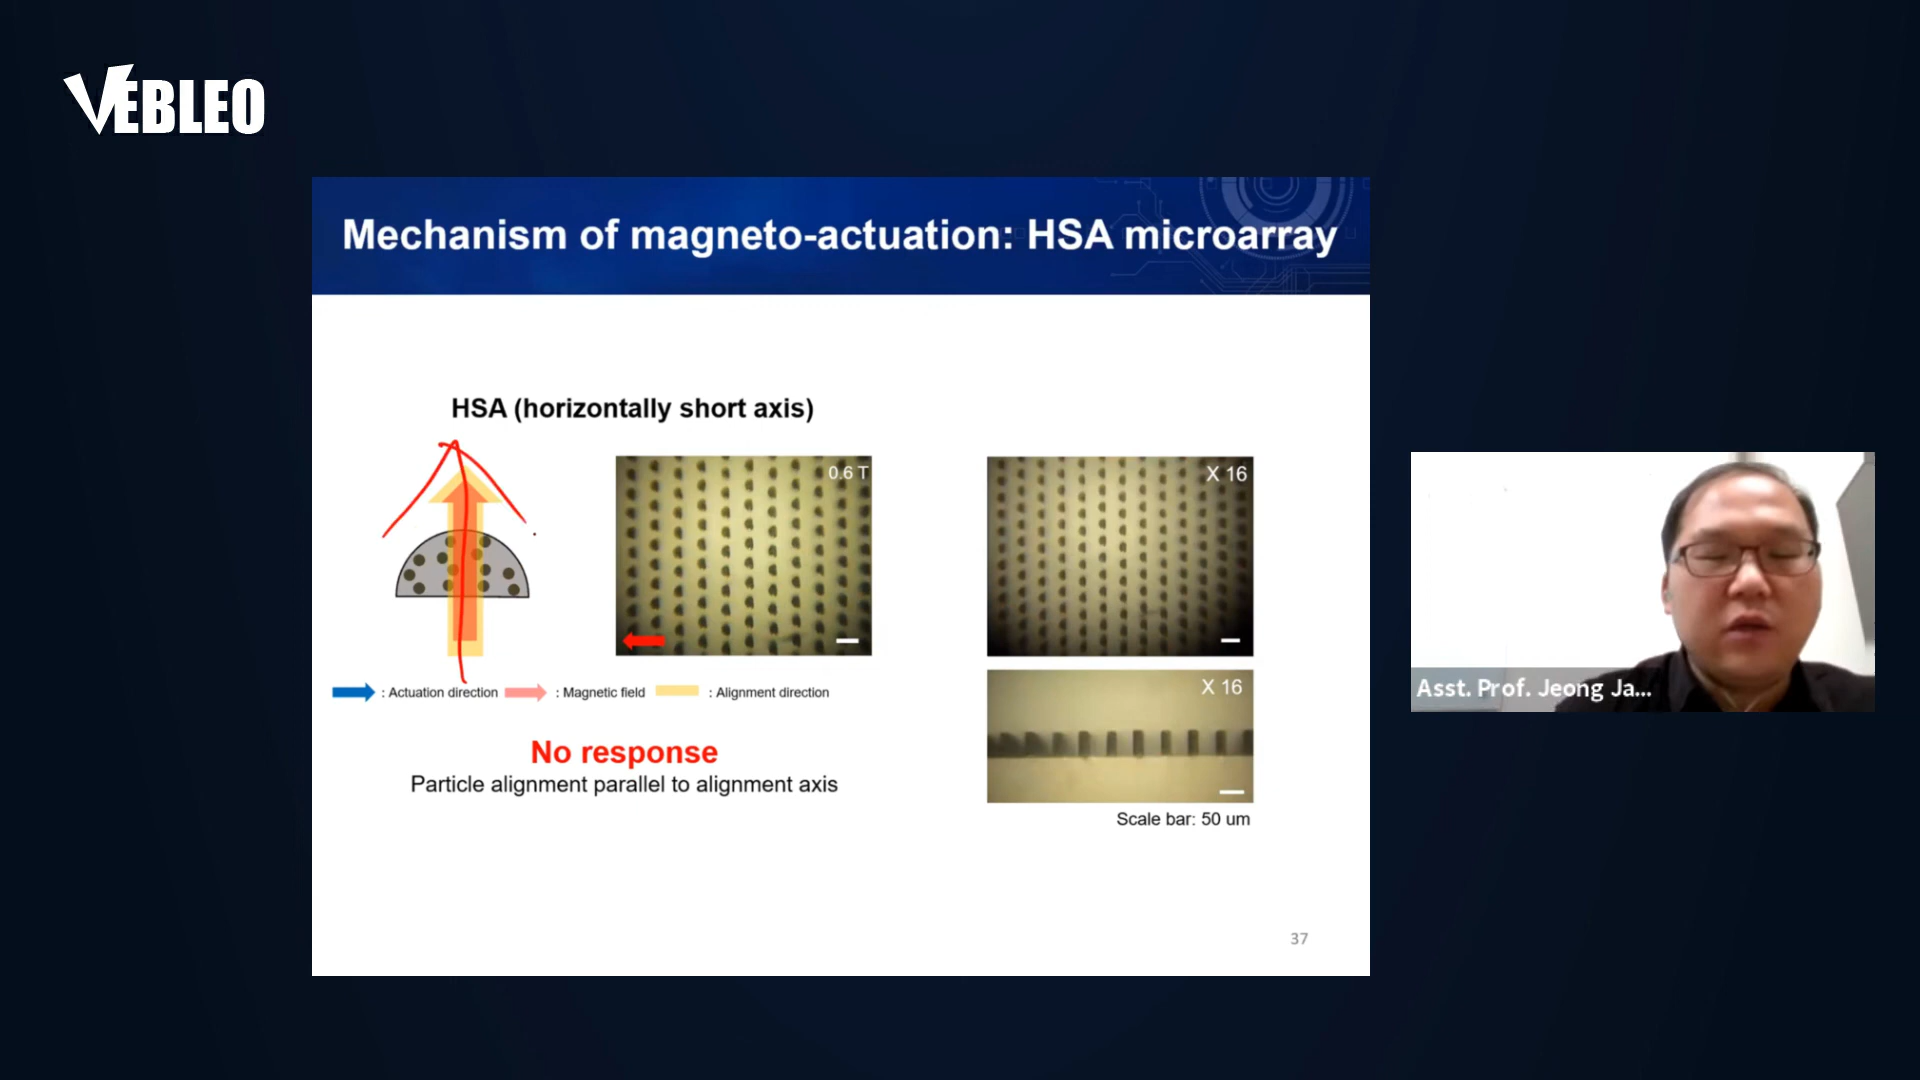 VEBLEO
Mechanism of magneto-actuation: HSA microarray
HSA (horizontally short axis)
0.6 T
X 16
: Actuation direction
: Magnetic field
: Alignment direction
X 16
No response
Particle alignment parallel to alignment axis
Scale bar: 50 um
37
Asst. Prof. Jeong Ja...